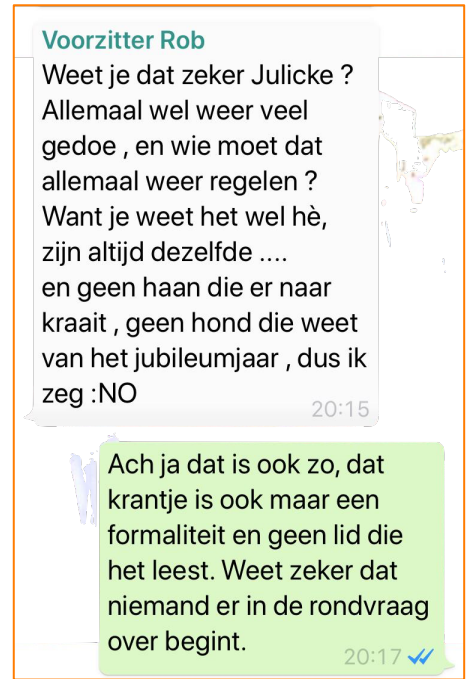 Voorzitter Rob
Weet je dat zeker Julicke ?
Allemaal wel weer veel
gedoe , en wie moet dat
allemaal weer regelen ?
Want je weet het wel hè,
zijn altijd dezelfde ....
en geen haan die er naar
kraait , geen hond die weet
van het jubileumjaar , dus ik
zeg :NO
20:15
Ach ja dat is ook zo, dat
krantje is ook maar een
formaliteit en geen lid die
het leest. Weet zeker dat
niemand er in de rondvraag
over begint.
20:17